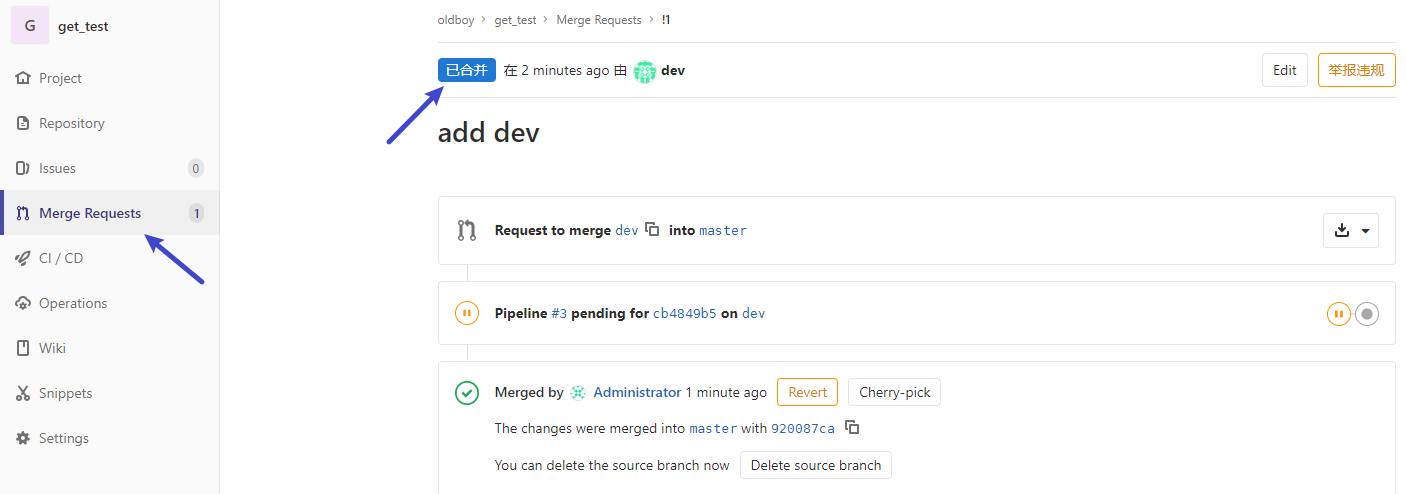 G get_test
Project
Repository
Issues 0
Merge Requests 1
CI / CD
Operations
Wiki
Snippets
Settings
oldboy > get_test > Merge Requests > !1
已合并 在 2 minutes ago 由 dev Edit 举报违规
add dev
Request to merge dev into master
Pipeline #3 pending for cb4849b5 on dev
Merged by Administrator 1 minute ago Revert Cherry-pick
The changes were merged into master with 920087ca
You can delete the source branch now Delete source branch